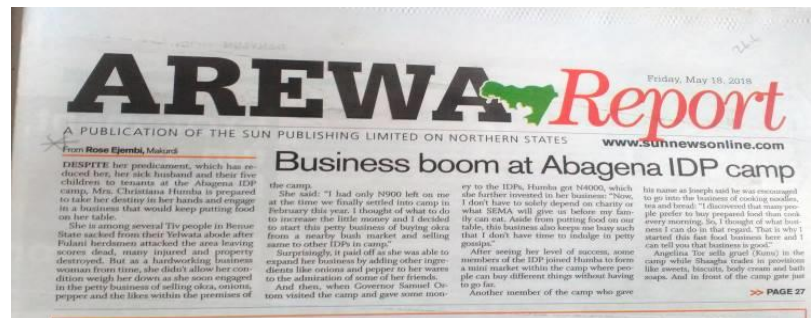 AREWA Report
Friday, May 18, 2018
A PUBLICATION OF THE SUN PUBLISHING LIMITED ON NORTHERN STATES
www.sunnewsonline.com
From Rose Ejembi, Makurdi
Business boom at Abagena IDP camp
DESPITE her predicament, which has re-
duced her, her sick husband and their five
children to tenants at the Abagena IDP
camp, Mrs. Christiana Humba is prepared
to take her destiny in her hands and engage
in a business that would keep putting food
on her table.
She is among several Tiv people in Benue
State sacked from their Yelwata abode after
Fulani herdsmen attacked the area leaving
scores dead, many injured and property
destroyed. But as a hardworking business
woman from time, she didn't allow her con-
dition weigh her down as she soon engaged
in the petty business of selling okra, onions,
pepper and the likes within the premises of
the camp.
She said: "I had only N900 left on me
at the time we finally settled into camp in
February this year. I thought of what to do
to increase the little money and I decided
to start this petty business of buying okra
from a nearby bush market and selling
same to other IDPs in camp."
Surprisingly, it paid off as she was able to
expand her business by adding other ingre-
dients like onions and pepper to her wares
to the admiration of some of her friends.
And then, when Governor Samuel Or-
tom visited the camp and gave some mon-
ey to the IDPs, Humba got N4000, which
she further invested in her business: "Now,
I don't have to solely depend on charity or
what SEMA will give us before my fam-
ily can eat. Aside from putting food on our
table, this business also keeps me busy such
that I don't have time to indulge in petty
gossips."
After seeing her level of success, some
members of the IDP joined Humba to form
a mini market within the camp where peo-
ple can buy different things without having
to go far.
Another member of the camp who gave
his name as Joseph said he was encouraged
to go into the business of cooking noodles,
tea and bread: "I discovered that many peo-
ple prefer to buy prepared food than cook
every morning. So, I thought of what busi-
ness I can do in that regard. That is why I
started this fast food business here and I
can tell you that business is good."
Angelina Tor sells gruel (Kunu) in the
camp while Shaagba trades in provisions
like sweets, biscuits, body cream and bath
soaps. And in front of the camp gate just
>> PAGE 27